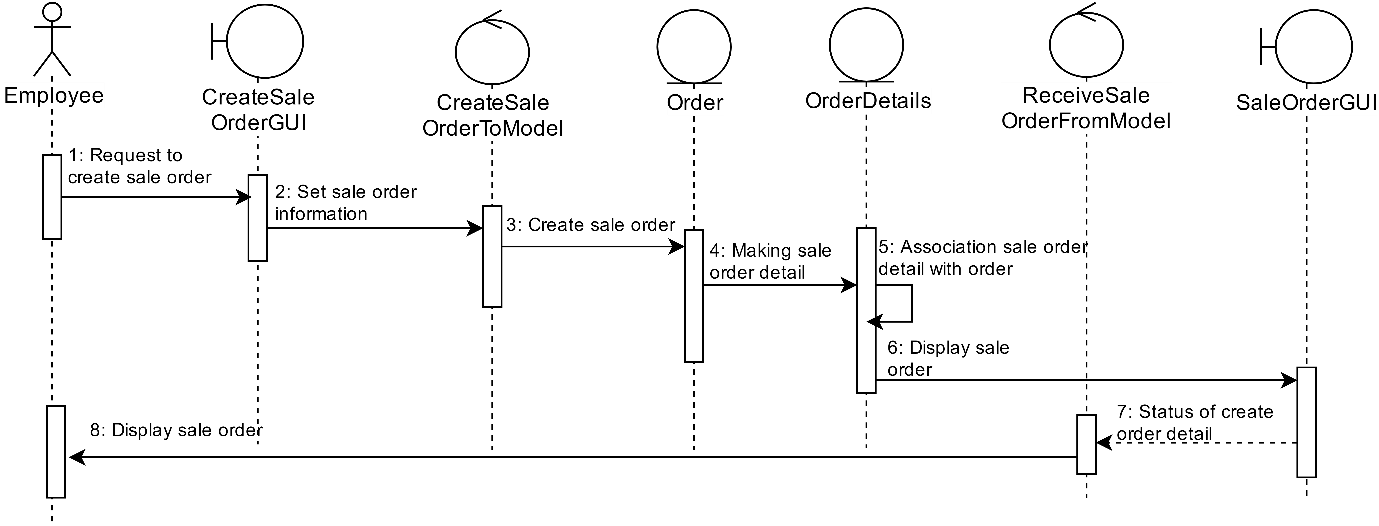 Employee
CreateSale
OrderGUI
CreateSale
OrderToModel
Order
OrderDetails
ReceiveSale
OrderFromModel
SaleOrderGUI
1: Request to
create sale order
2: Set sale order
information
3: Create sale order
4: Making sale
order detail
5: Association sale order
detail with order
6: Display sale
order
7: Status of create
order detail
8: Display sale order